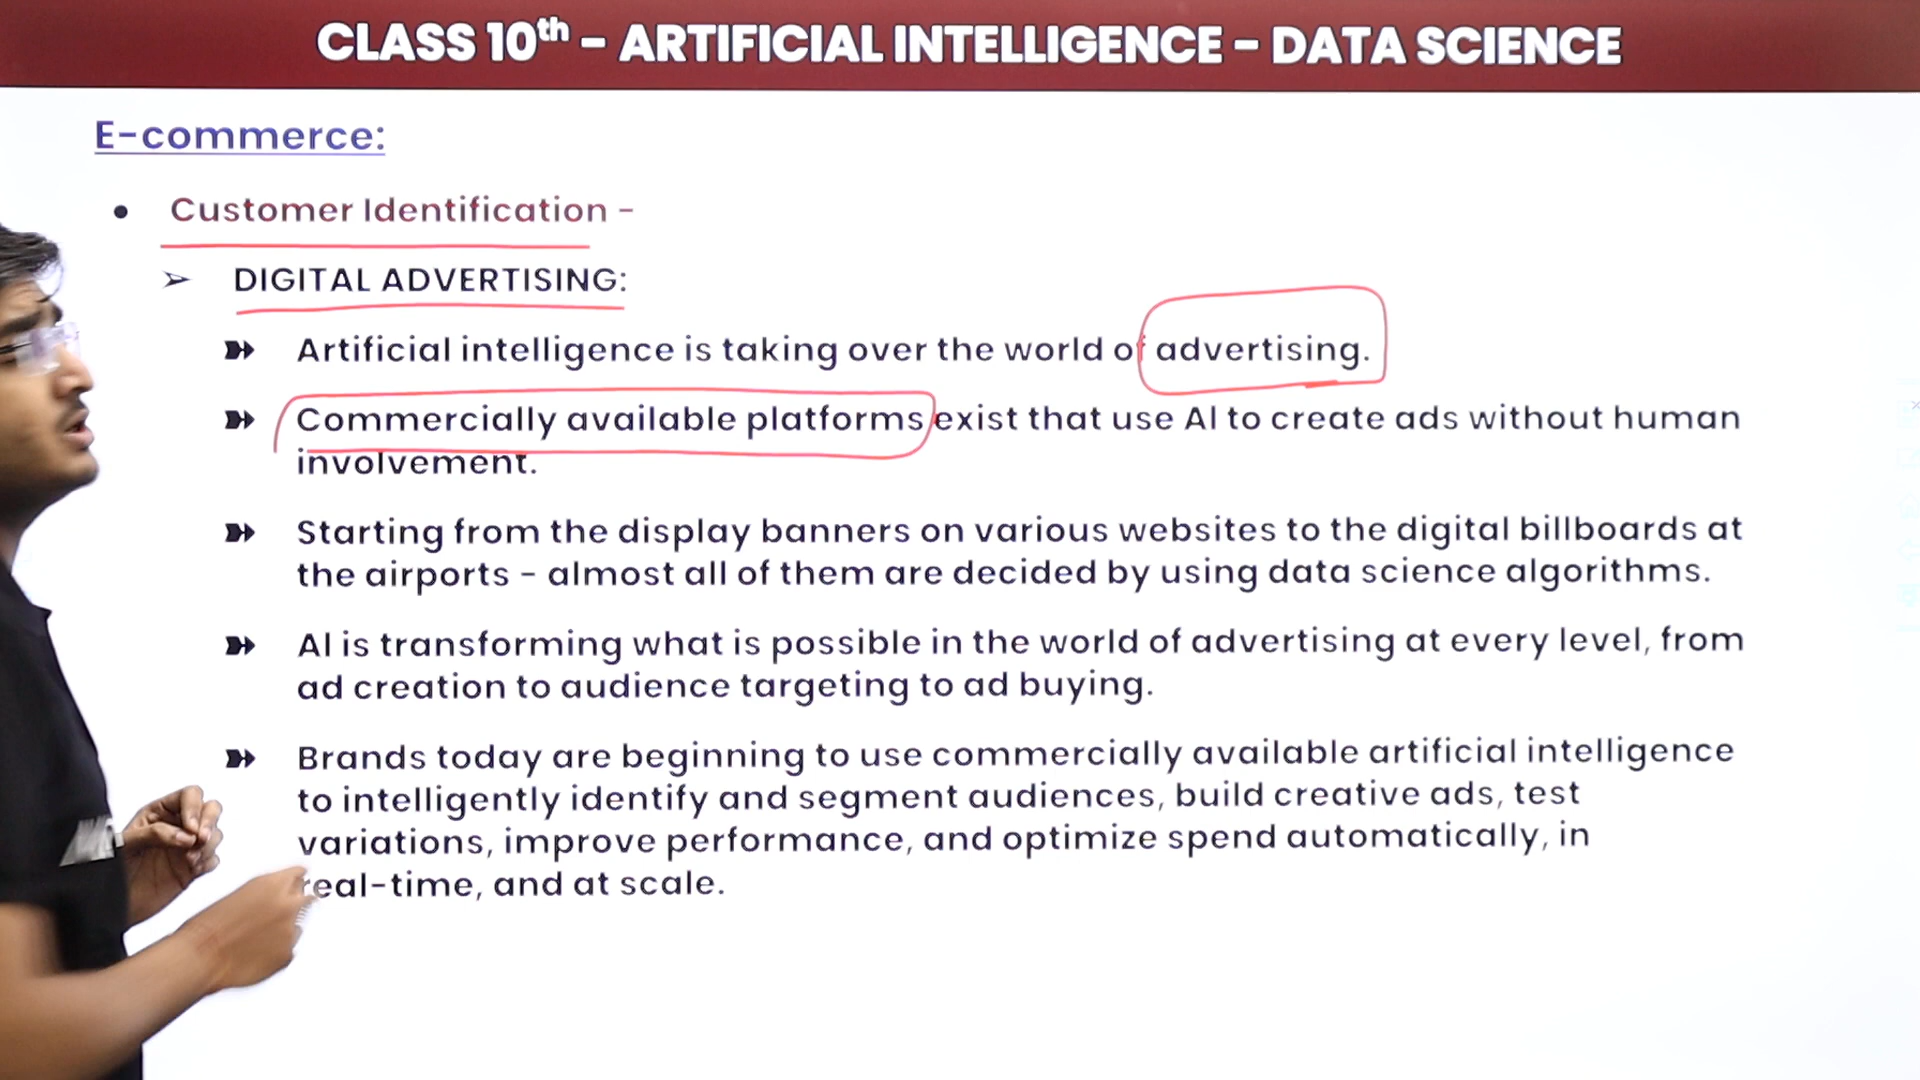 CLASS 10th - ARTIFICIAL INTELLIGENCE - DATA SCIENCE
E-commerce:
• Customer Identification -
➢ DIGITAL ADVERTISING:
Artificial intelligence is taking over the world of advertising.
Commercially available platforms exist that use AI to create ads without human
involvement.
Starting from the display banners on various websites to the digital billboards at
the airports - almost all of them are decided by using data science algorithms.
AI is transforming what is possible in the world of advertising at every level, from
ad creation to audience targeting to ad buying.
Brands today are beginning to use commercially available artificial intelligence
to intelligently identify and segment audiences, build creative ads, test
variations, improve performance, and optimize spend automatically, in
real-time, and at scale.